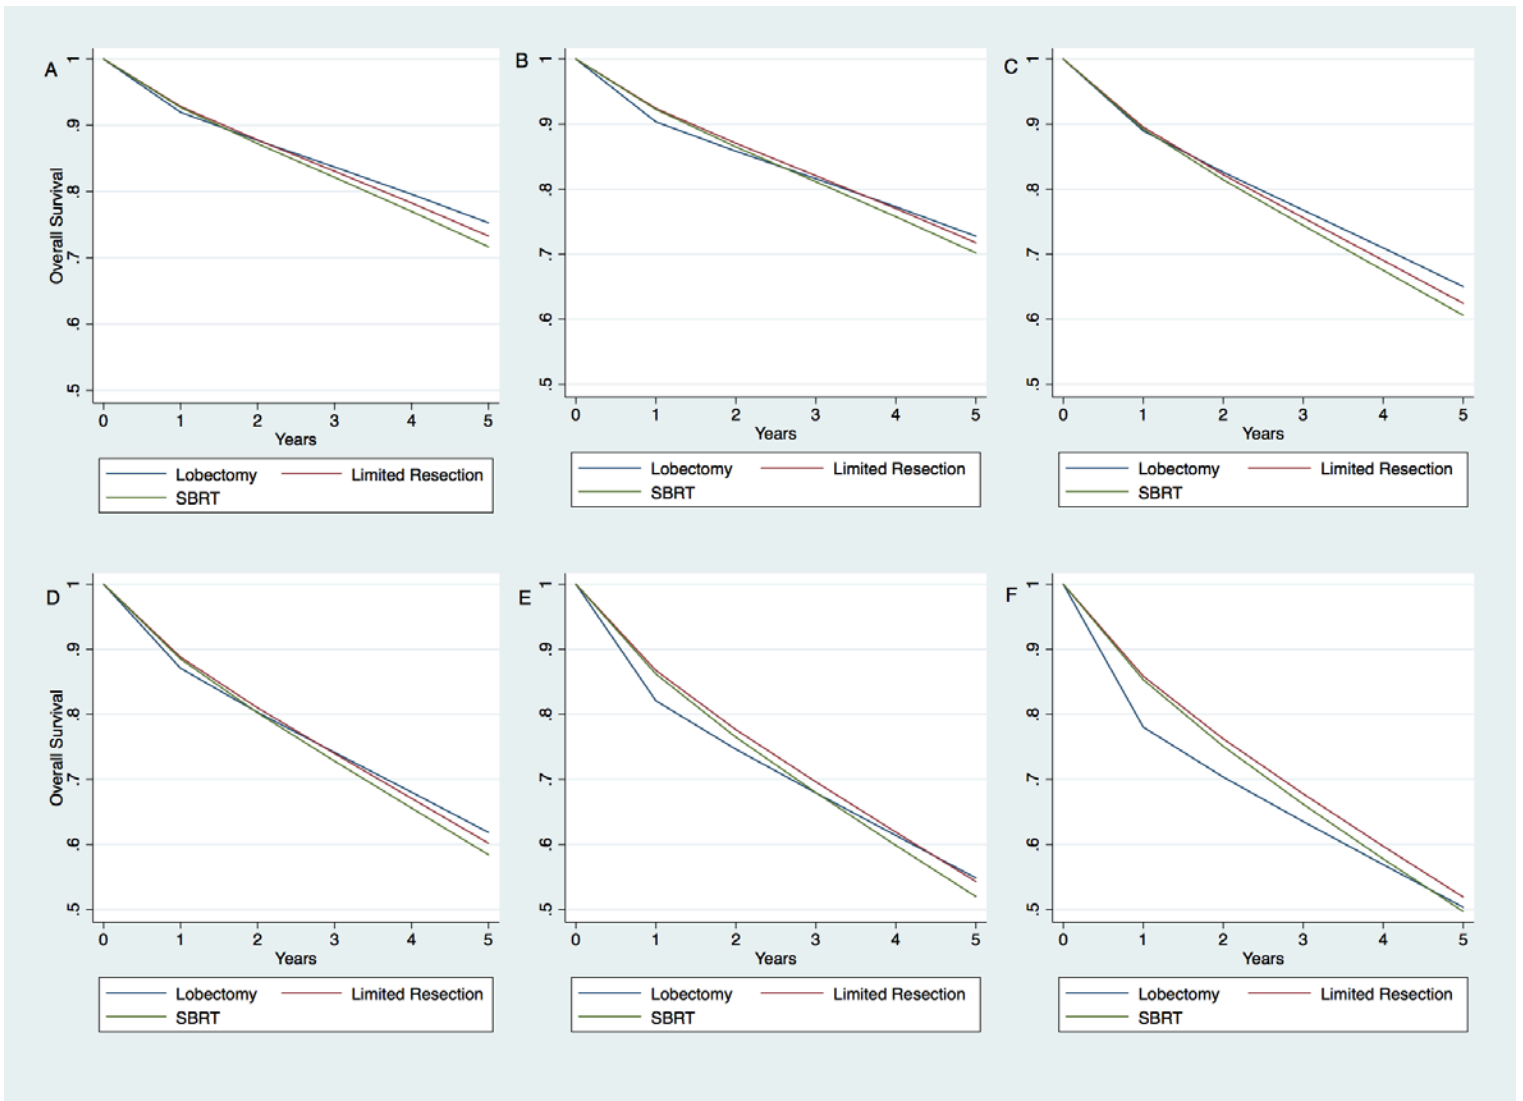 A
1
.9
.8
.7
.6
.5
Overall Survival
0 1 2 3 4 5
Years
Lobectomy Limited Resection
SBRT
B
1
.9
.8
.7
.6
.5
0 1 2 3 4 5
Years
Lobectomy Limited Resection
SBRT
C
1
.9
.8
.7
.6
.5
0 1 2 3 4 5
Years
Lobectomy Limited Resection
SBRT
D
1
.9
.8
.7
.6
.5
Overall Survival
0 1 2 3 4 5
Years
Lobectomy Limited Resection
SBRT
E
1
.9
.8
.7
.6
.5
0 1 2 3 4 5
Years
Lobectomy Limited Resection
SBRT
F
1
.9
.8
.7
.6
.5
0 1 2 3 4 5
Years
Lobectomy Limited Resection
SBRT